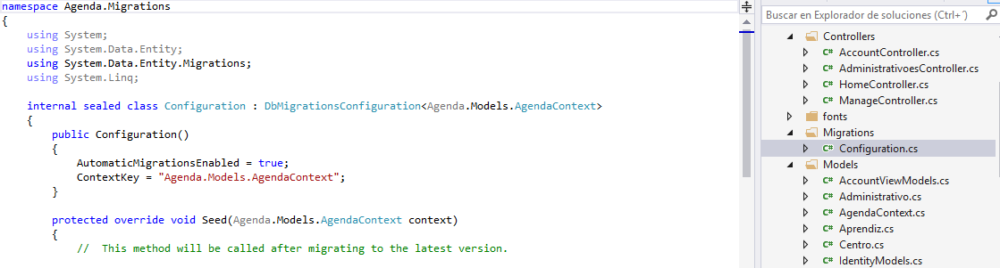 namespace Agenda.Migrations
{
using System;
using System.Data.Entity;
using System.Data.Entity.Migrations;
using System.Linq;
internal sealed class Configuration : DbMigrationsConfiguration<Agenda.Models.AgendaContext>
{
public Configuration()
{
AutomaticMigrationsEnabled = true;
ContextKey = "Agenda.Models.AgendaContext";
}
protected override void Seed(Agenda.Models.AgendaContext context)
{
//  This method will be called after migrating to the latest version.
Buscar en Explorador de soluciones (Ctrl+´)
Controllers
C# AccountController.cs
C# AdministrativoesController.cs
C# HomeController.cs
C# ManageController.cs
fonts
Migrations
C# Configuration.cs
Models
C# AccountViewModels.cs
C# Administrativo.cs
C# AgendaContext.cs
C# Aprendiz.cs
C# Centro.cs
C# IdentityModels.cs